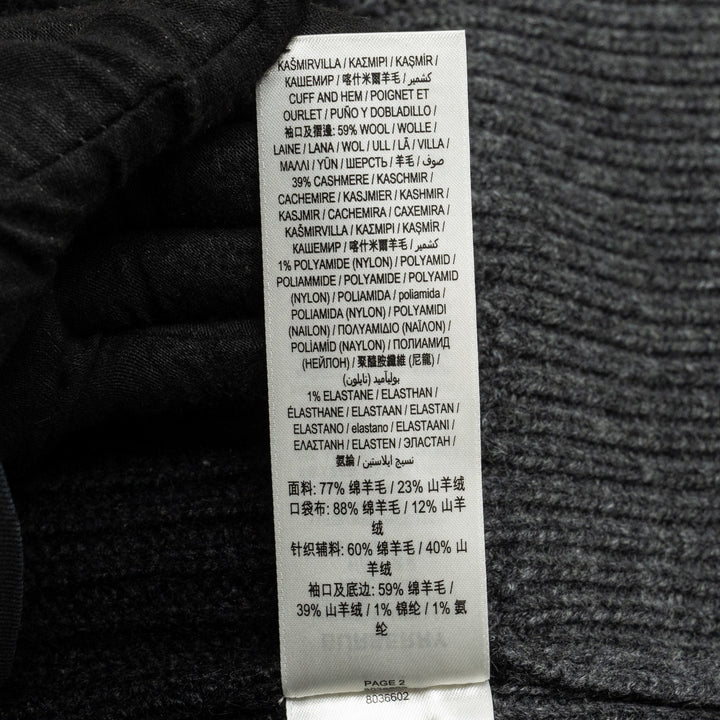 KAŠMIRVILLA / ΚΑΣΜΙΡΙ / KAŞMİR /
КАШЕМИР / 喀什米爾羊毛 / كشمير
CUFF AND HEM / POIGNET ET
OURLET / PUÑO Y DOBLADILLO /
袖口及摺邊: 59% WOOL / WOLLE /
LAINE / LANA / WOL / ULL / LÃ / VILLA /
ΜΑΛΛΙ / YÜN / ШЕРСТЬ / 羊毛 / صوف /
39% CASHMERE / KASCHMIR /
CACHEMIRE / KASJMIER / KASHMIR /
KASJMIR / CACHEMIRA / CAXEMIRA /
KAŠMIRVILLA / ΚΑΣΜΙΡΙ / KAŞMİR /
КАШЕМИР / 喀什米爾羊毛 / كشمير
1% POLYAMIDE (NYLON) / POLYAMID /
POLIAMMIDE / POLYAMIDE / POLYAMID
(NYLON) / POLIAMIDA / poliamida /
POLIAMIDA (NYLON) / POLYAMIDI
(NAILON) / ΠΟΛΥΑΜΙΔΙΟ (ΝΑΪΛΟΝ) /
POLİAMİD (NAYLON) / ПОЛИАМИД
(НЕЙЛОН) / 聚醯胺纖維 (尼龍) /
بولياميد (نايلون)
1% ELASTANE / ELASTHAN /
ÉLASTHANE / ELASTAAN / ELASTAN /
ELASTANO / elastano / ELASTAANI /
ΕΛΑΣΤΑΝΗ / ELASTEN / ЭЛАСТАН /
氨綸 / نسيج ايلاستين
面料: 77% 绵羊毛 / 23% 山羊绒
口袋布: 88% 绵羊毛 / 12% 山羊
绒
针织辅料: 60% 绵羊毛 / 40% 山
羊绒
袖口及底边: 59% 绵羊毛 /
39% 山羊绒 / 1% 锦纶 / 1% 氨
纶
PAGE 2
8036602